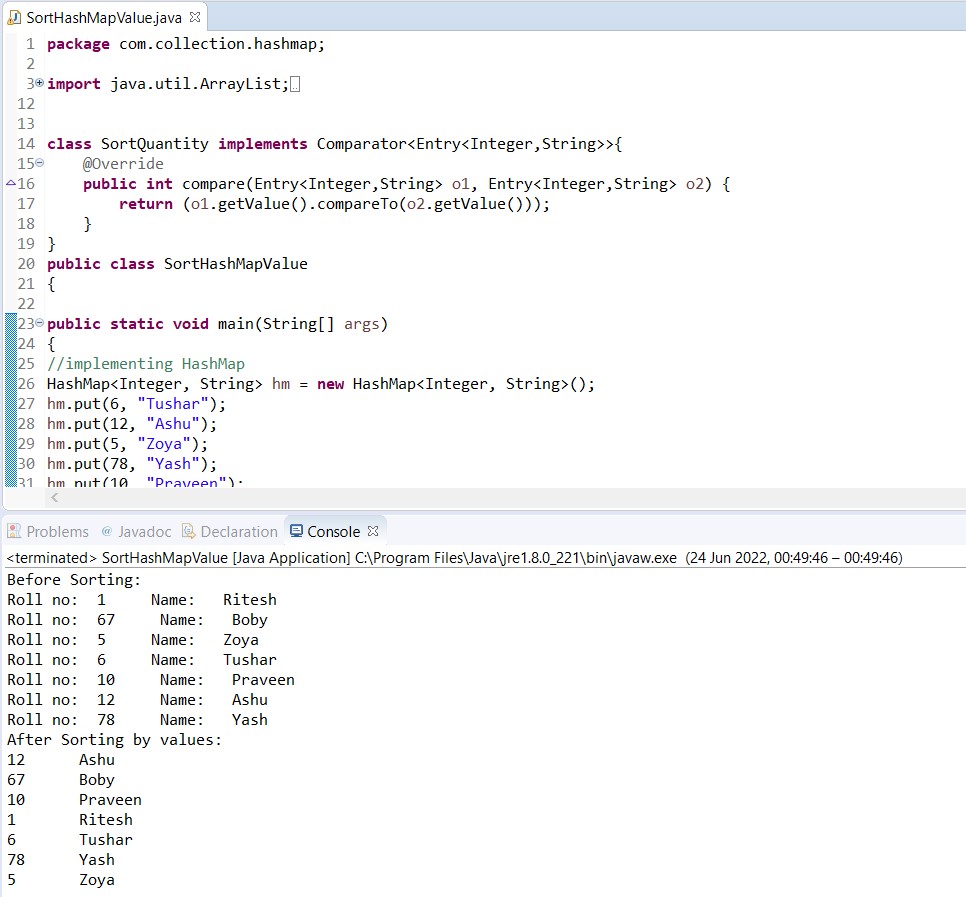 SortHashMapValue.java
1 package com.collection.hashmap;
2
3 import java.util.ArrayList;
12
13
14 class SortQuantity implements Comparator<Entry<Integer,String>>{
15 @Override
16 public int compare(Entry<Integer,String> o1, Entry<Integer,String> o2) {
17 return (o1.getValue().compareTo(o2.getValue()));
18 }
19 }
20 public class SortHashMapValue
21 {
22
23 public static void main(String[] args)
24 {
25 //implementing HashMap
26 HashMap<Integer, String> hm = new HashMap<Integer, String>();
27 hm.put(6, "Tushar");
28 hm.put(12, "Ashu");
29 hm.put(5, "Zoya");
30 hm.put(78, "Yash");
31 hm.put(10, "Praveen");
Problems @ Javadoc Declaration Console
<terminated> SortHashMapValue [Java Application] C:\Program Files\Java\jre1.8.0_221\bin\javaw.exe (24 Jun 2022, 00:49:46 – 00:49:46)
Before Sorting:
Roll no: 1 Name: Ritesh
Roll no: 67 Name: Boby
Roll no: 5 Name: Zoya
Roll no: 6 Name: Tushar
Roll no: 10 Name: Praveen
Roll no: 12 Name: Ashu
Roll no: 78 Name: Yash
After Sorting by values:
12 Ashu
67 Boby
10 Praveen
1 Ritesh
6 Tushar
78 Yash
5 Zoya